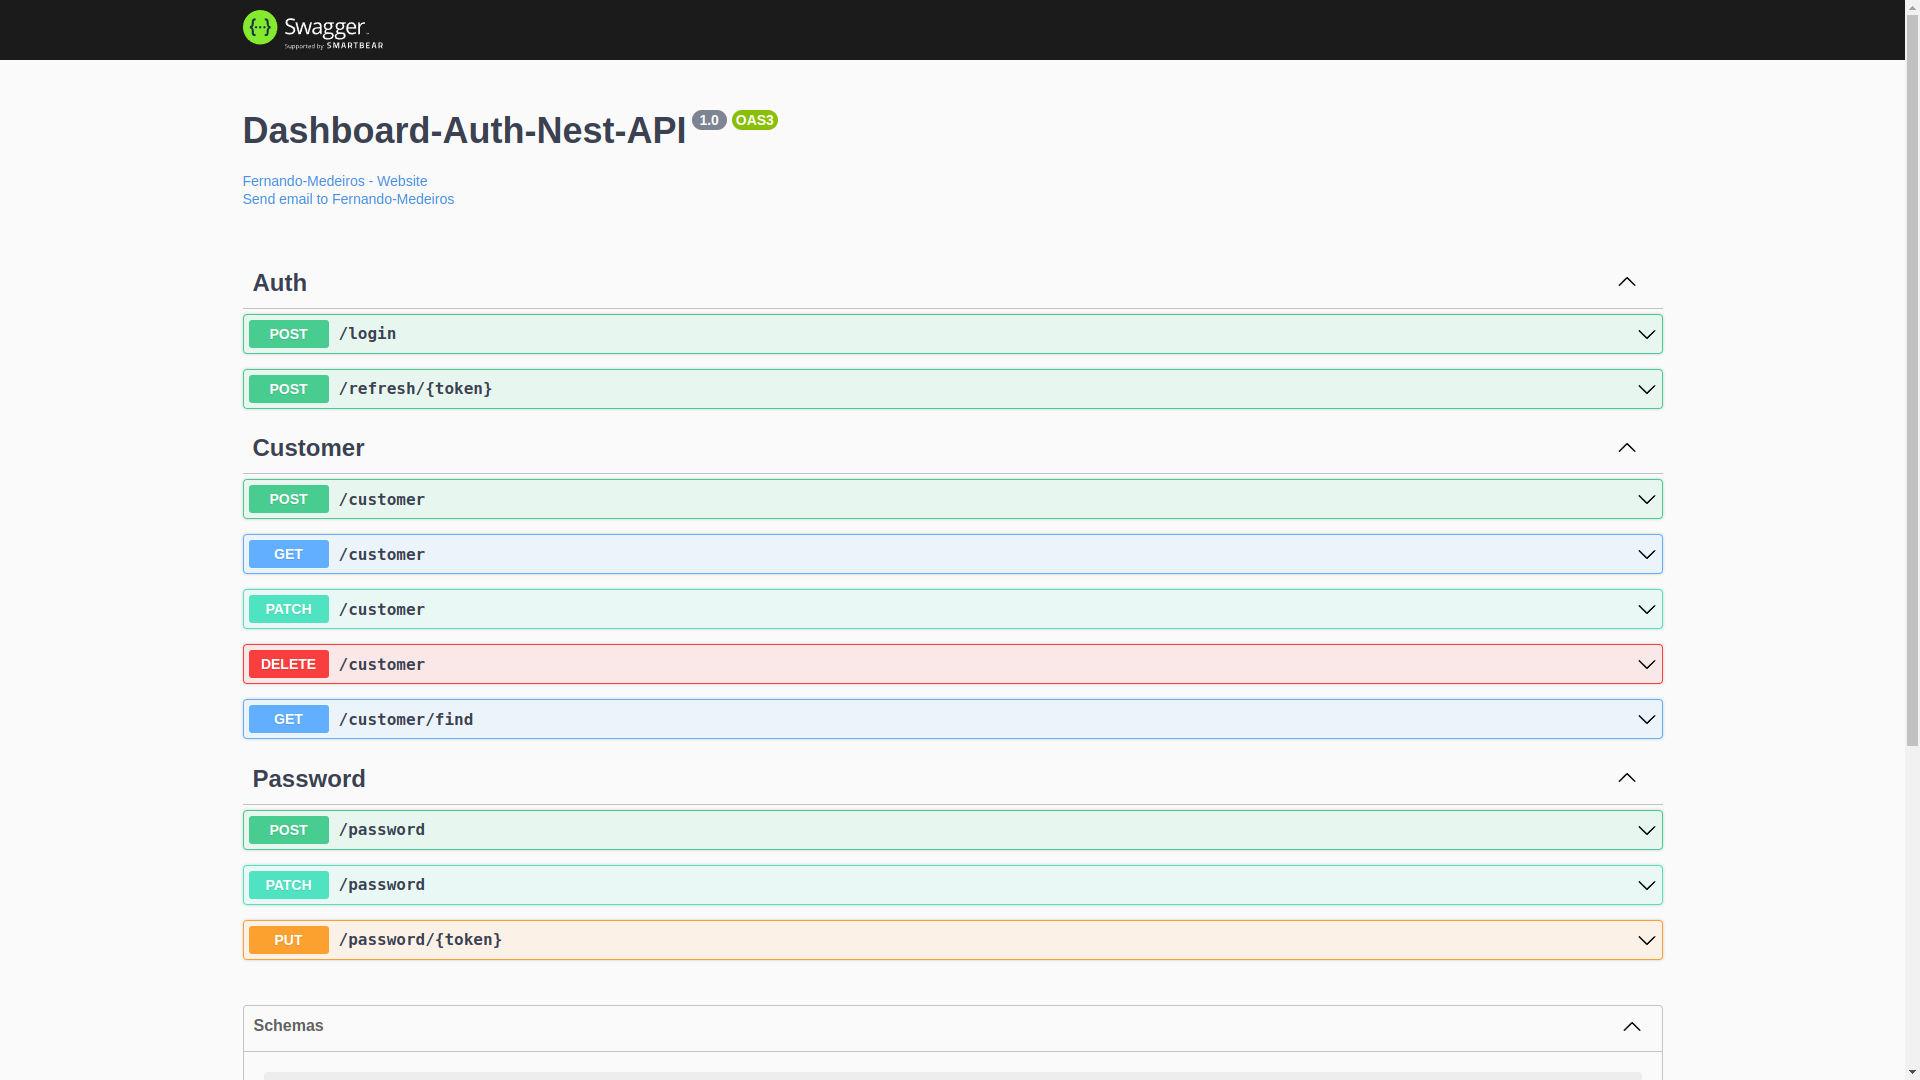 Swagger
Supported by SMARTBEAR
Dashboard-Auth-Nest-API 1.0 OAS3
Fernando-Medeiros - Website
Send email to Fernando-Medeiros
Auth
POST /login
POST /refresh/{token}
Customer
POST /customer
GET /customer
PATCH /customer
DELETE /customer
GET /customer/find
Password
POST /password
PATCH /password
PUT /password/{token}
Schemas